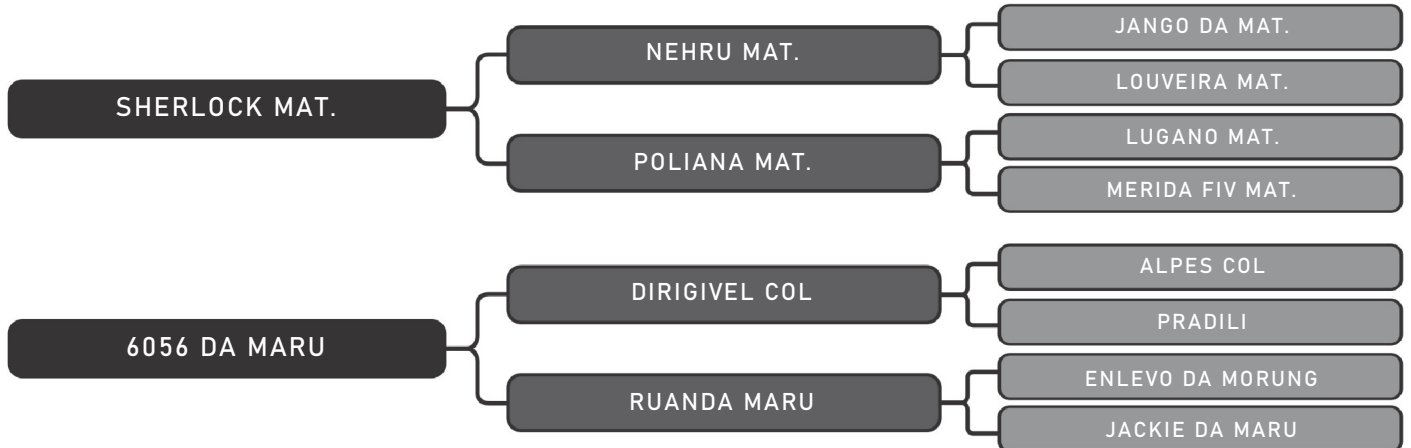 SHERLOCK MAT.
NEHRU MAT.
JANGO DA MAT.
LOUVEIRA MAT.
POLIANA MAT.
LUGANO MAT.
MERIDA FIV MAT.
6056 DA MARU
DIRIGIVEL COL
ALPES COL
PRADILI
RUANDA MARU
ENLEVO DA MORUNG
JACKIE DA MARU